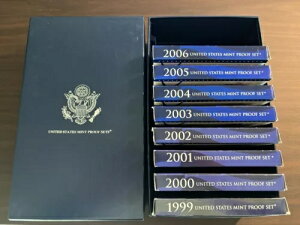 UNITED STATES MINT PROOF SETS®
2006 UNITED STATES MINT PROOF SET®
2005 UNITED STATES MINT PROOF SET®
2004 UNITED STATES MINT PROOF SET®
2003 UNITED STATES MINT PROOF SET®
2002 UNITED STATES MINT PROOF SET®
2001 UNITED STATES MINT PROOF SET®
2000 UNITED STATES MINT PROOF SET®
1999 UNITED STATES MINT PROOF SET®